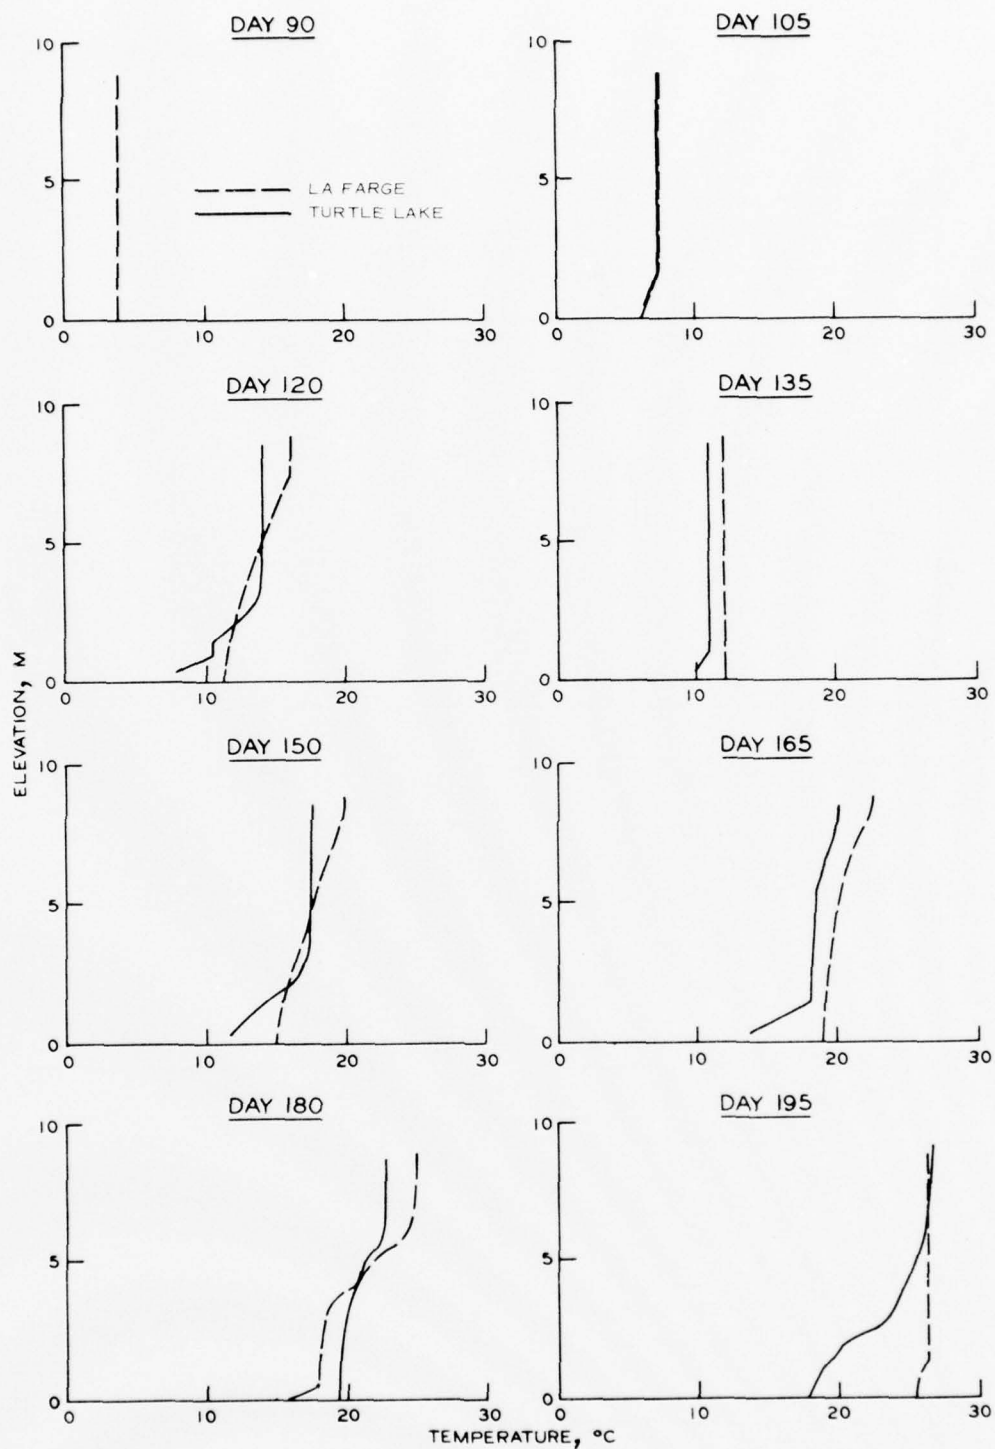 DAY 90
DAY 105
10
5
0
0 10 20 30
LA FARGE
TURTLE LAKE
10
5
0
0 10 20 30
DAY 120
DAY 135
10
5
0
0 10 20 30
10
5
0
0 10 20 30
ELEVATION, M
DAY 150
DAY 165
10
5
0
0 10 20 30
10
5
0
0 10 20 30
DAY 180
DAY 195
10
5
0
0 10 20 30
10
5
0
0 10 20 30
TEMPERATURE, °C